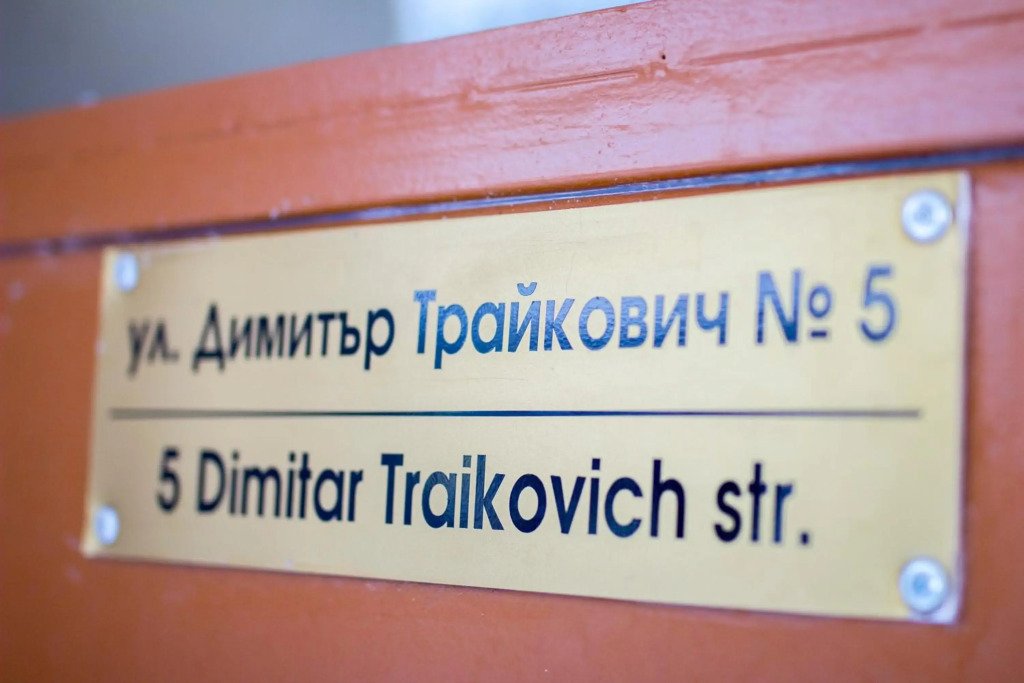 ул. Димитър Трайкович № 5
5 Dimitar Traikovich str.